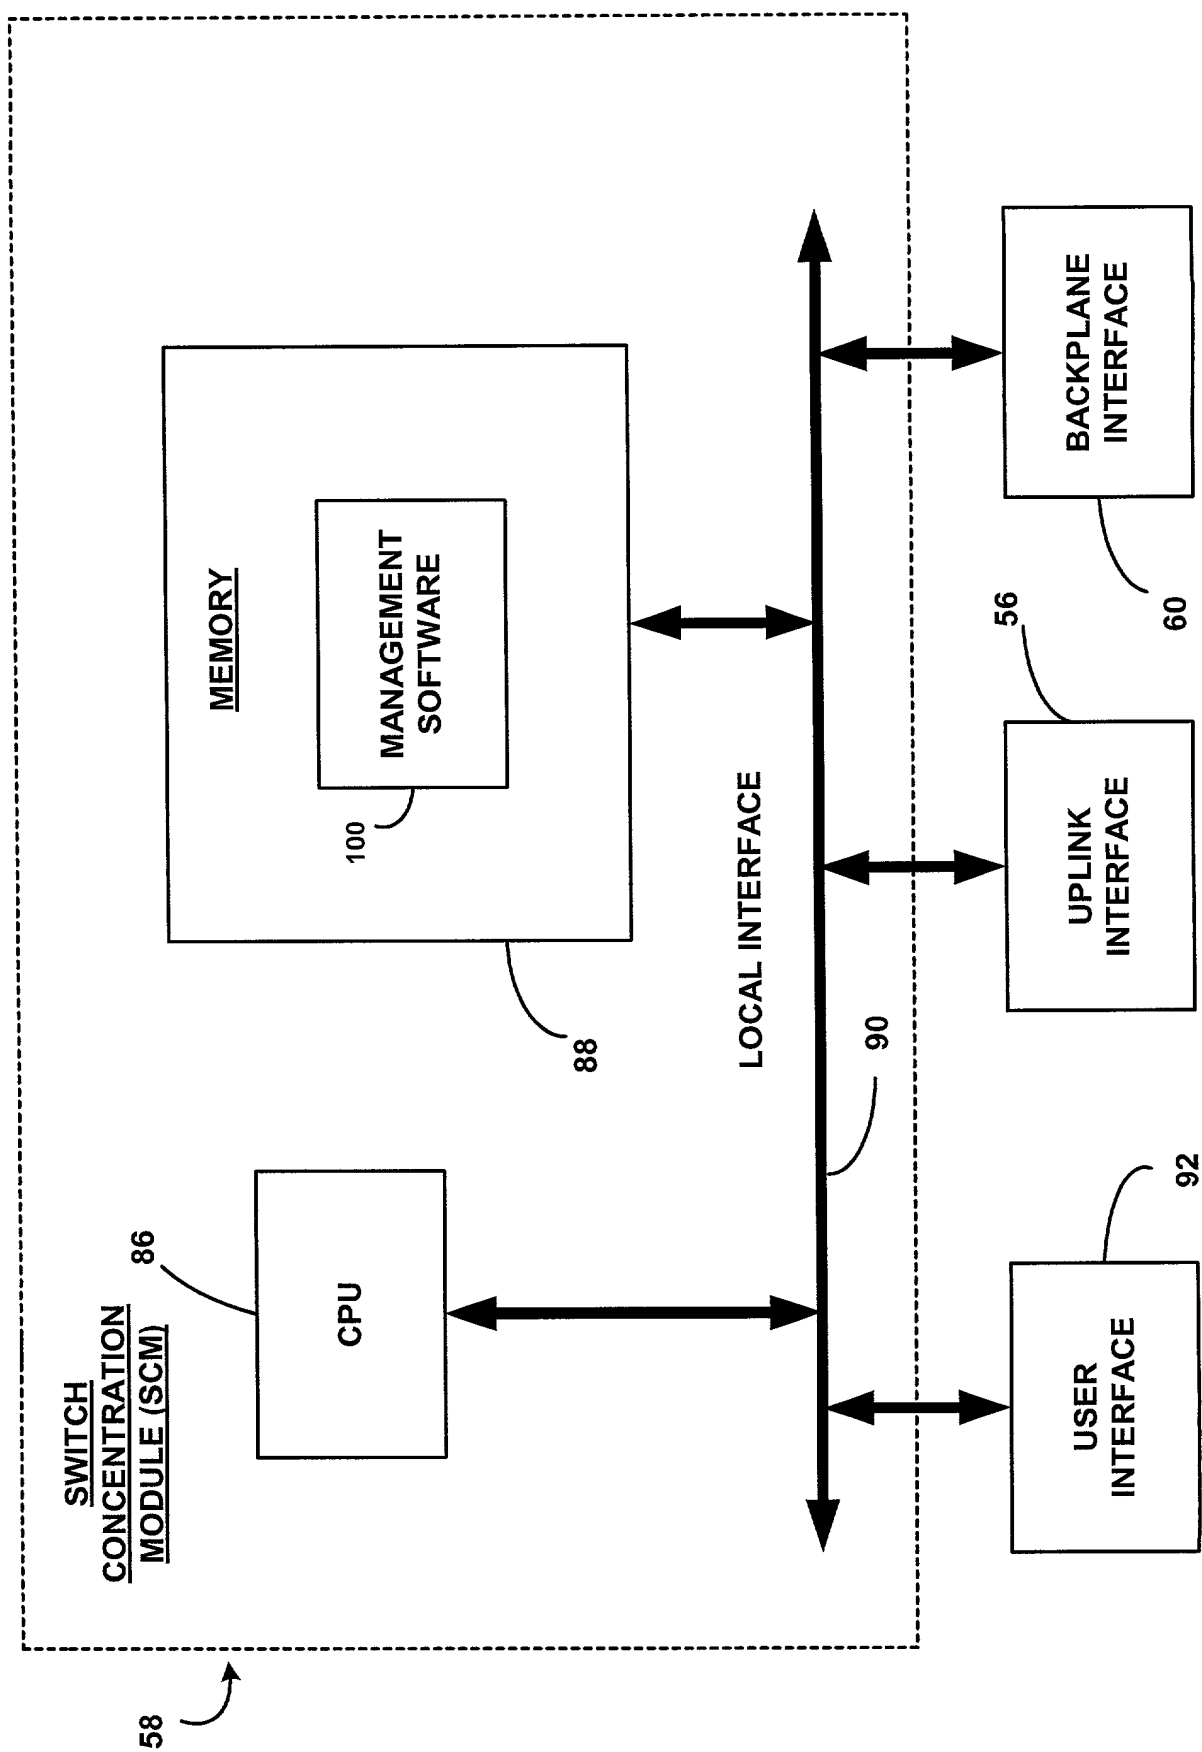 58
SWITCH
CONCENTRATION
MODULE (SCM)
86
CPU
MEMORY
100
MANAGEMENT
SOFTWARE
88
LOCAL INTERFACE
90
USER
INTERFACE
92
UPLINK
INTERFACE
56
BACKPLANE
INTERFACE
60